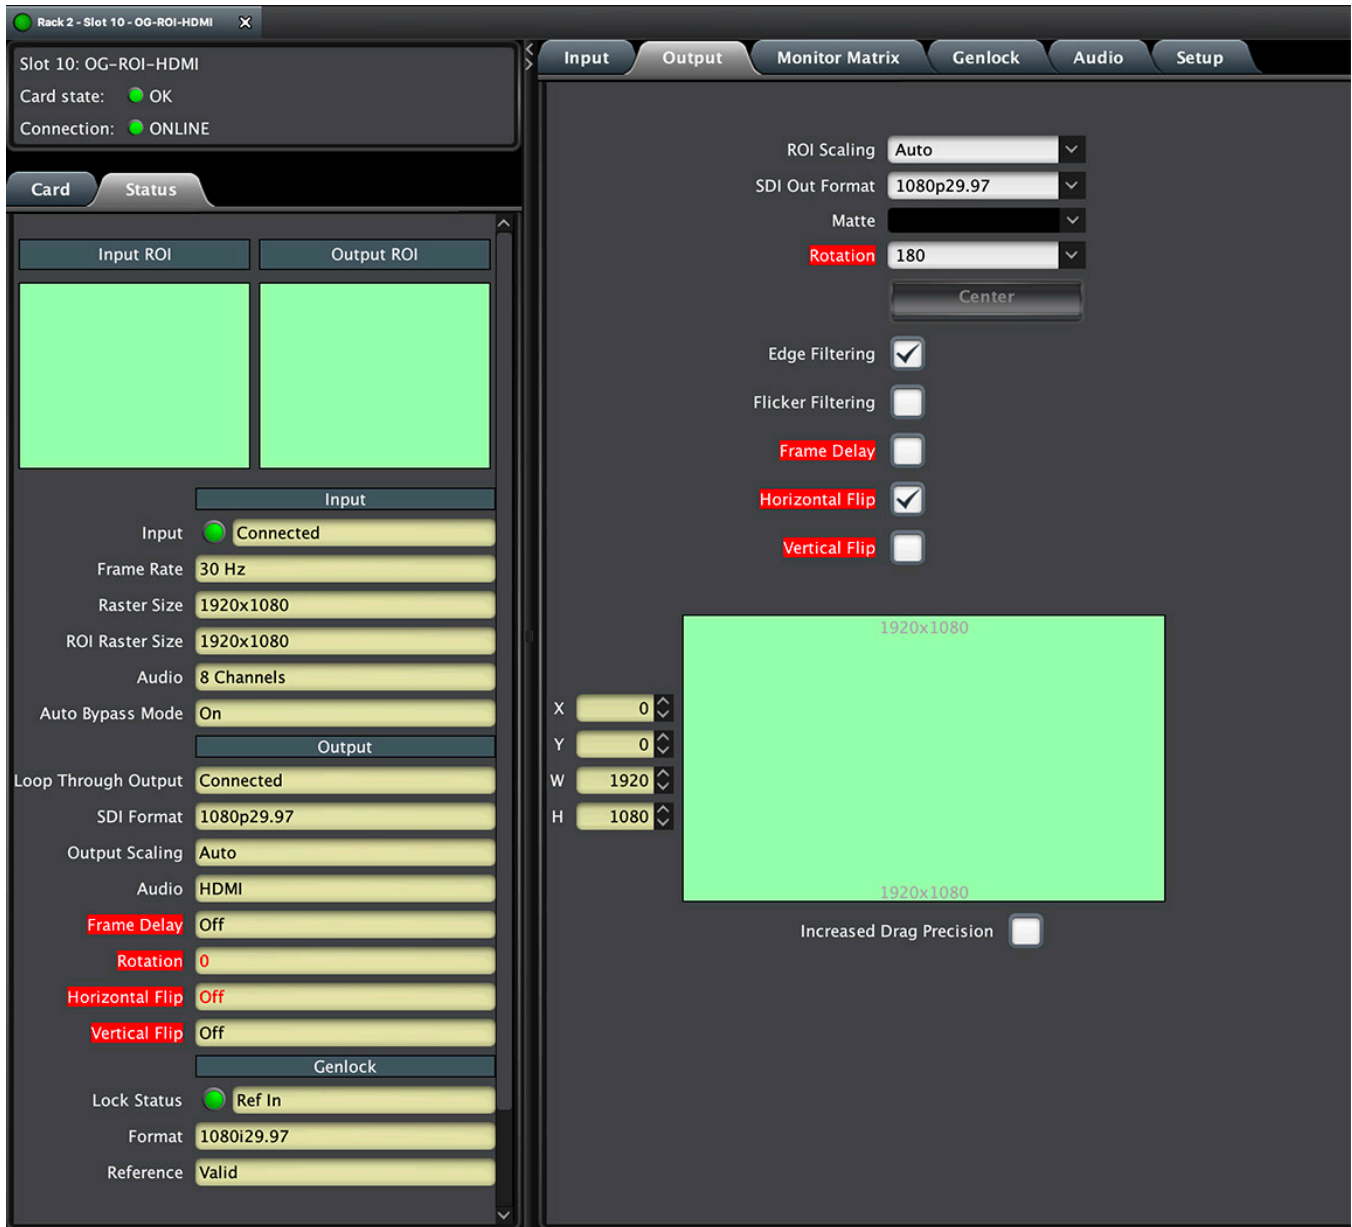 Rack 2 - Slot 10 - OG-ROI-HDMI X
Slot 10: OG-ROI-HDMI
Card state: OK
Connection: ONLINE
Card Status
Input ROI Output ROI
Input
Input Connected
Frame Rate 30 Hz
Raster Size 1920x1080
ROI Raster Size 1920x1080
Audio 8 Channels
Auto Bypass Mode On
Output
Loop Through Output Connected
SDI Format 1080p29.97
Output Scaling Auto
Audio HDMI
Frame Delay Off
Rotation 0
Horizontal Flip Off
Vertical Flip Off
Genlock
Lock Status Ref In
Format 1080i29.97
Reference Valid
Input Output Monitor Matrix Genlock Audio Setup
ROI Scaling Auto
SDI Out Format 1080p29.97
Matte
Rotation 180
Center
Edge Filtering
Flicker Filtering
Frame Delay
Horizontal Flip
Vertical Flip
1920x1080
X 0
Y 0
W 1920
H 1080
1920x1080
Increased Drag Precision